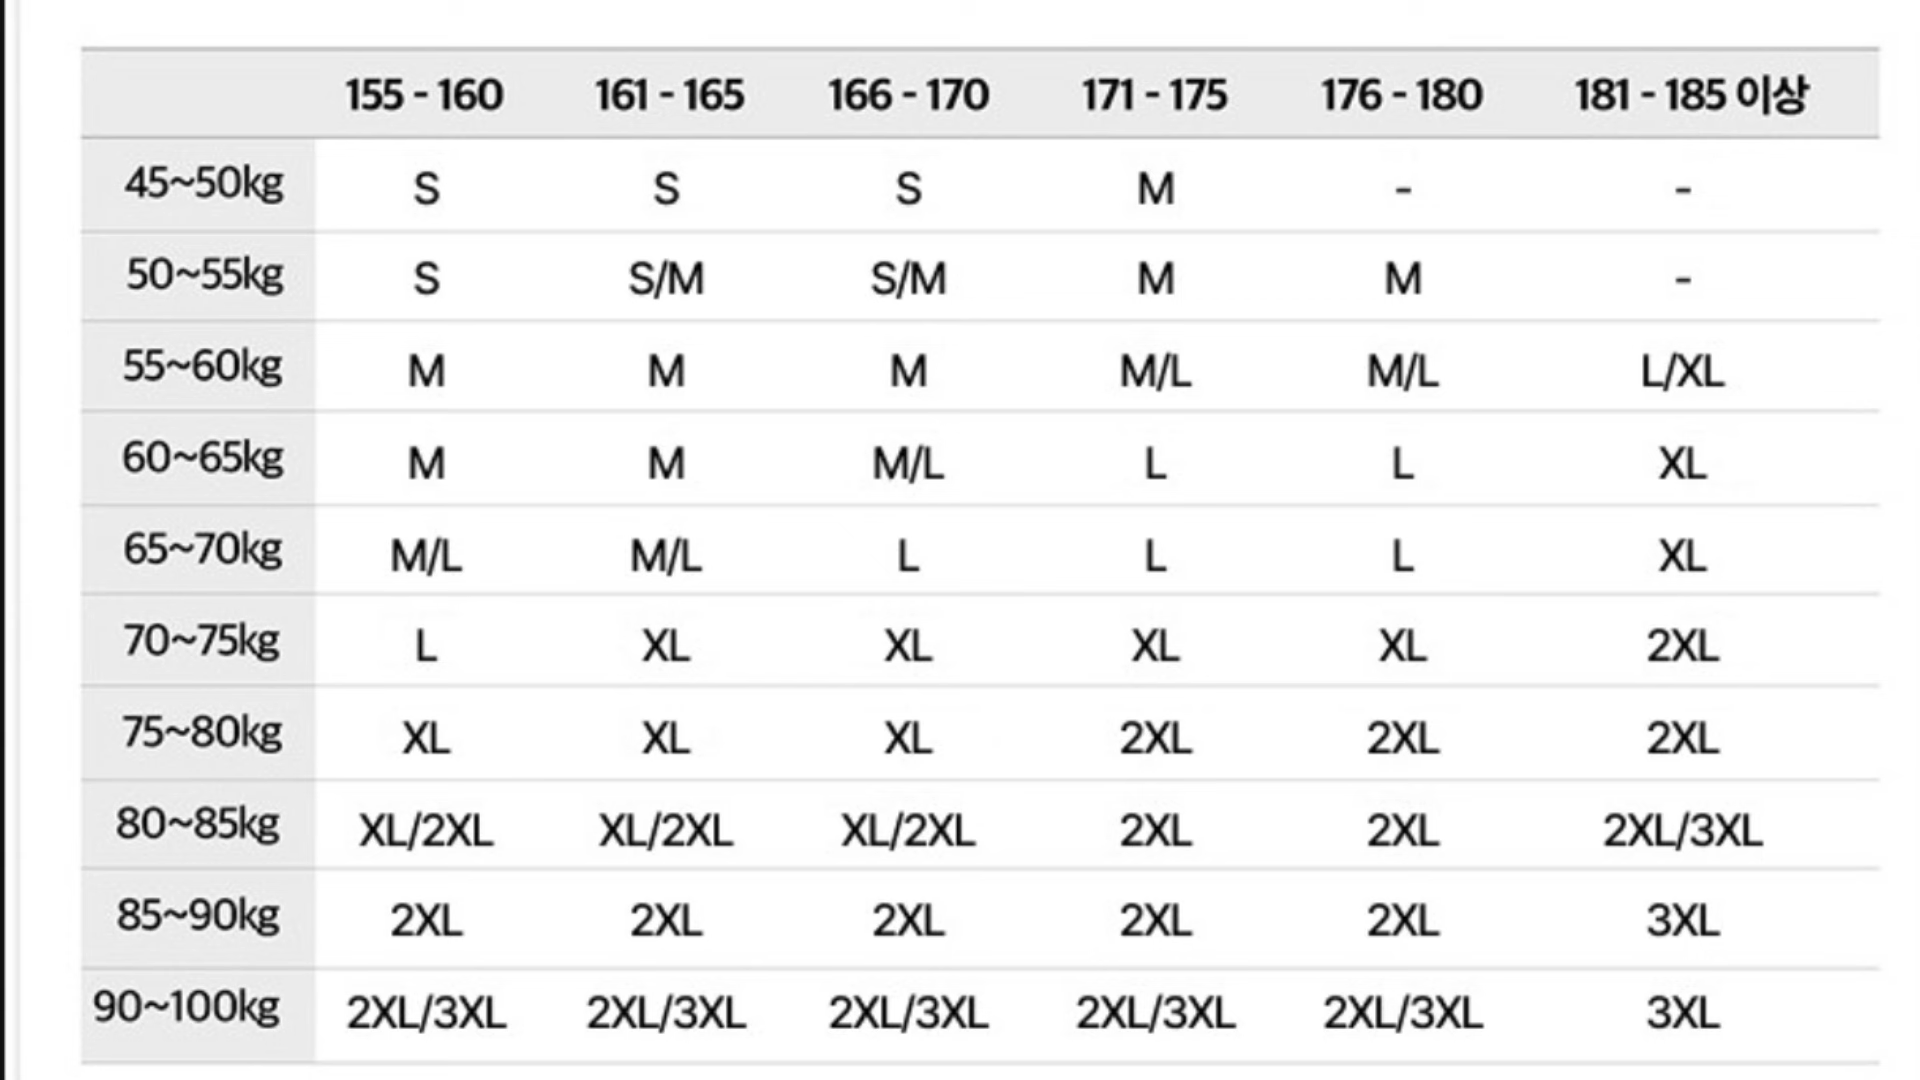 155 - 160 161 - 165 166 - 170 171 - 175 176 - 180 181 - 185 이상
45~50kg S S S M - -
50~55kg S S/M S/M M M -
55~60kg M M M M/L M/L L/XL
60~65kg M M M/L L L XL
65~70kg M/L M/L L L L XL
70~75kg L XL XL XL XL 2XL
75~80kg XL XL XL 2XL 2XL 2XL
80~85kg XL/2XL XL/2XL XL/2XL 2XL 2XL 2XL/3XL
85~90kg 2XL 2XL 2XL 2XL 2XL 3XL
90~100kg 2XL/3XL 2XL/3XL 2XL/3XL 2XL/3XL 2XL/3XL 3XL